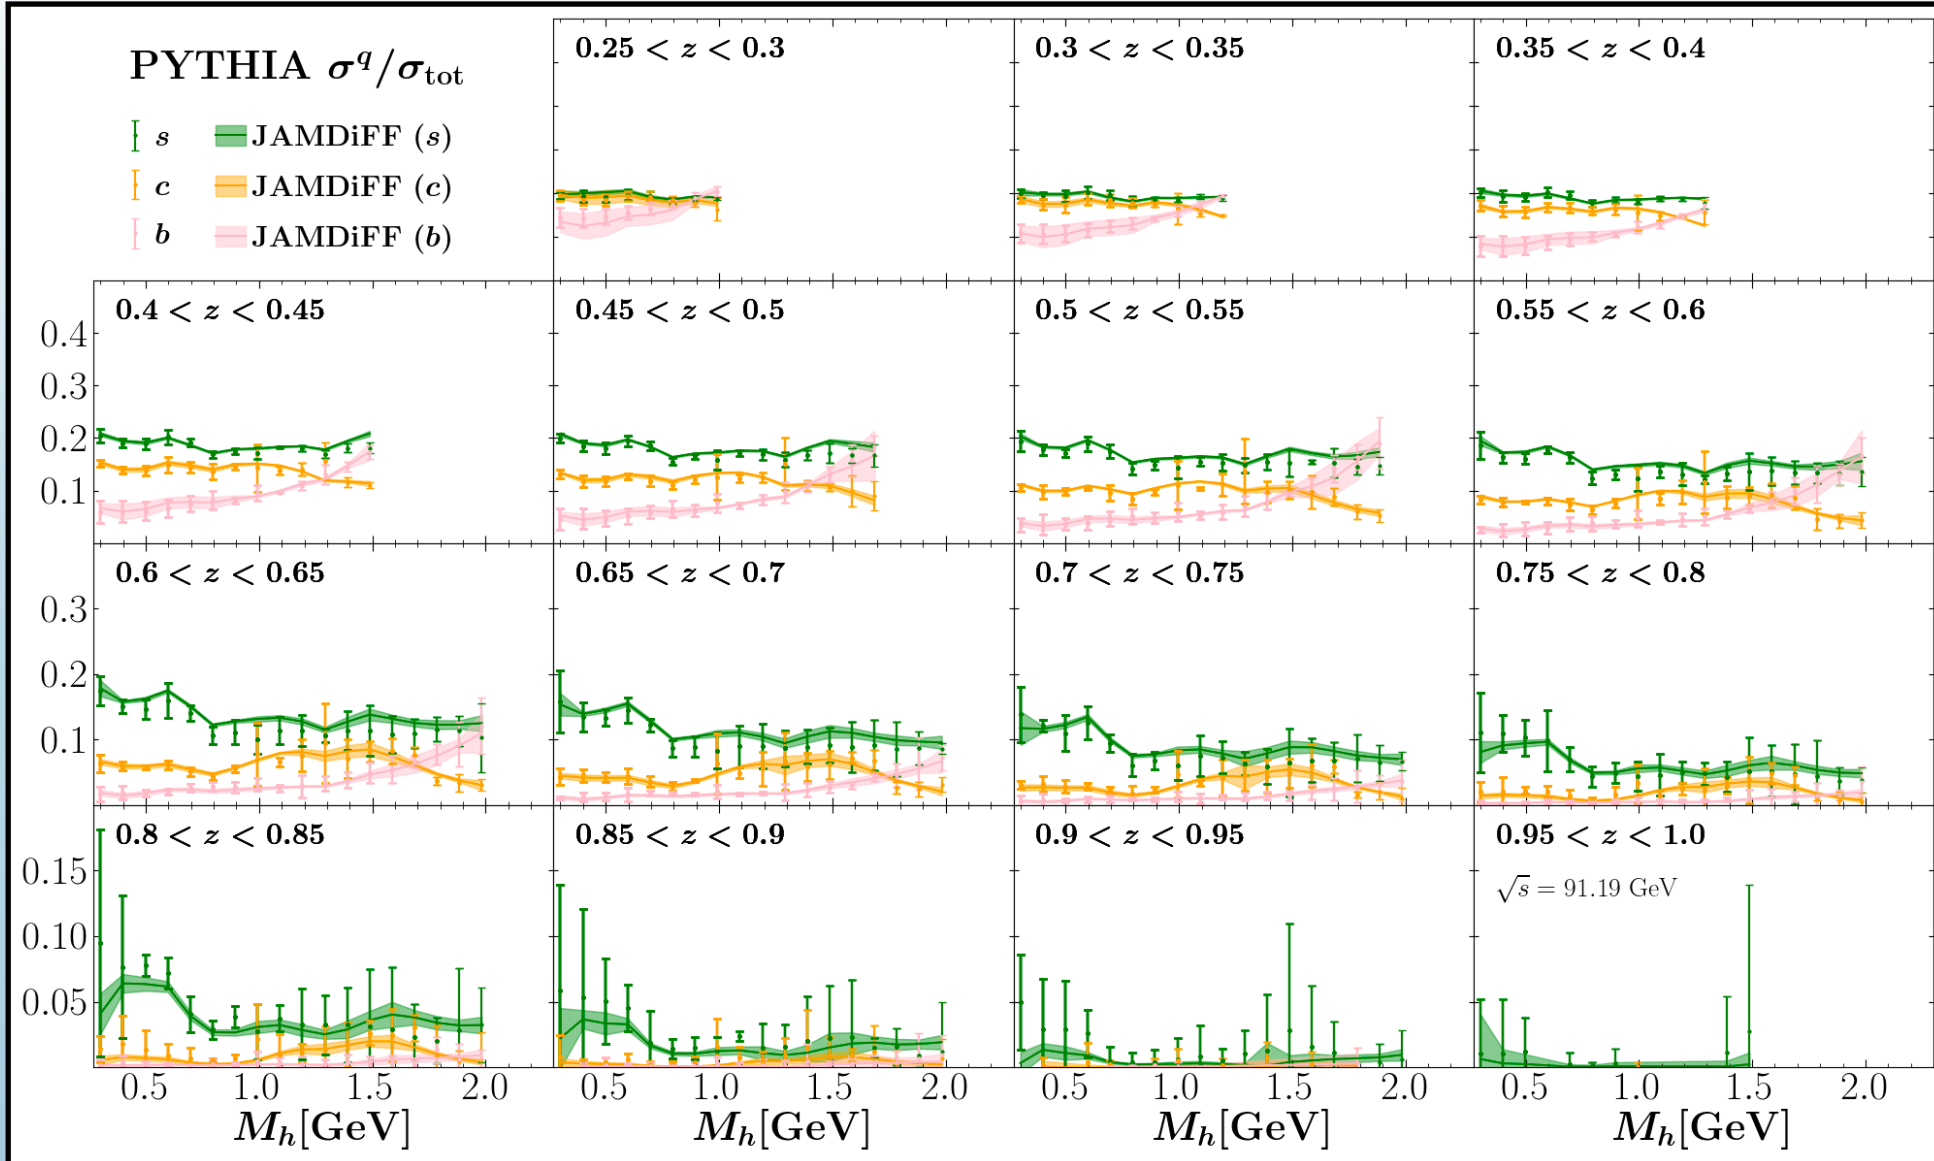 PYTHIA σ^q/σ_tot
s JAMDiFF (s)
c JAMDiFF (c)
b JAMDiFF (b)
0.25 < z < 0.3
0.3 < z < 0.35
0.35 < z < 0.4
0.4 < z < 0.45
0.45 < z < 0.5
0.5 < z < 0.55
0.55 < z < 0.6
0.4
0.3
0.2
0.1
0.6 < z < 0.65
0.65 < z < 0.7
0.7 < z < 0.75
0.75 < z < 0.8
0.3
0.2
0.1
0.8 < z < 0.85
0.85 < z < 0.9
0.9 < z < 0.95
0.95 < z < 1.0
√s = 91.19 GeV
0.15
0.10
0.05
0.5 1.0 1.5 2.0
0.5 1.0 1.5 2.0
0.5 1.0 1.5 2.0
0.5 1.0 1.5 2.0
M_h[GeV]
M_h[GeV]
M_h[GeV]
M_h[GeV]